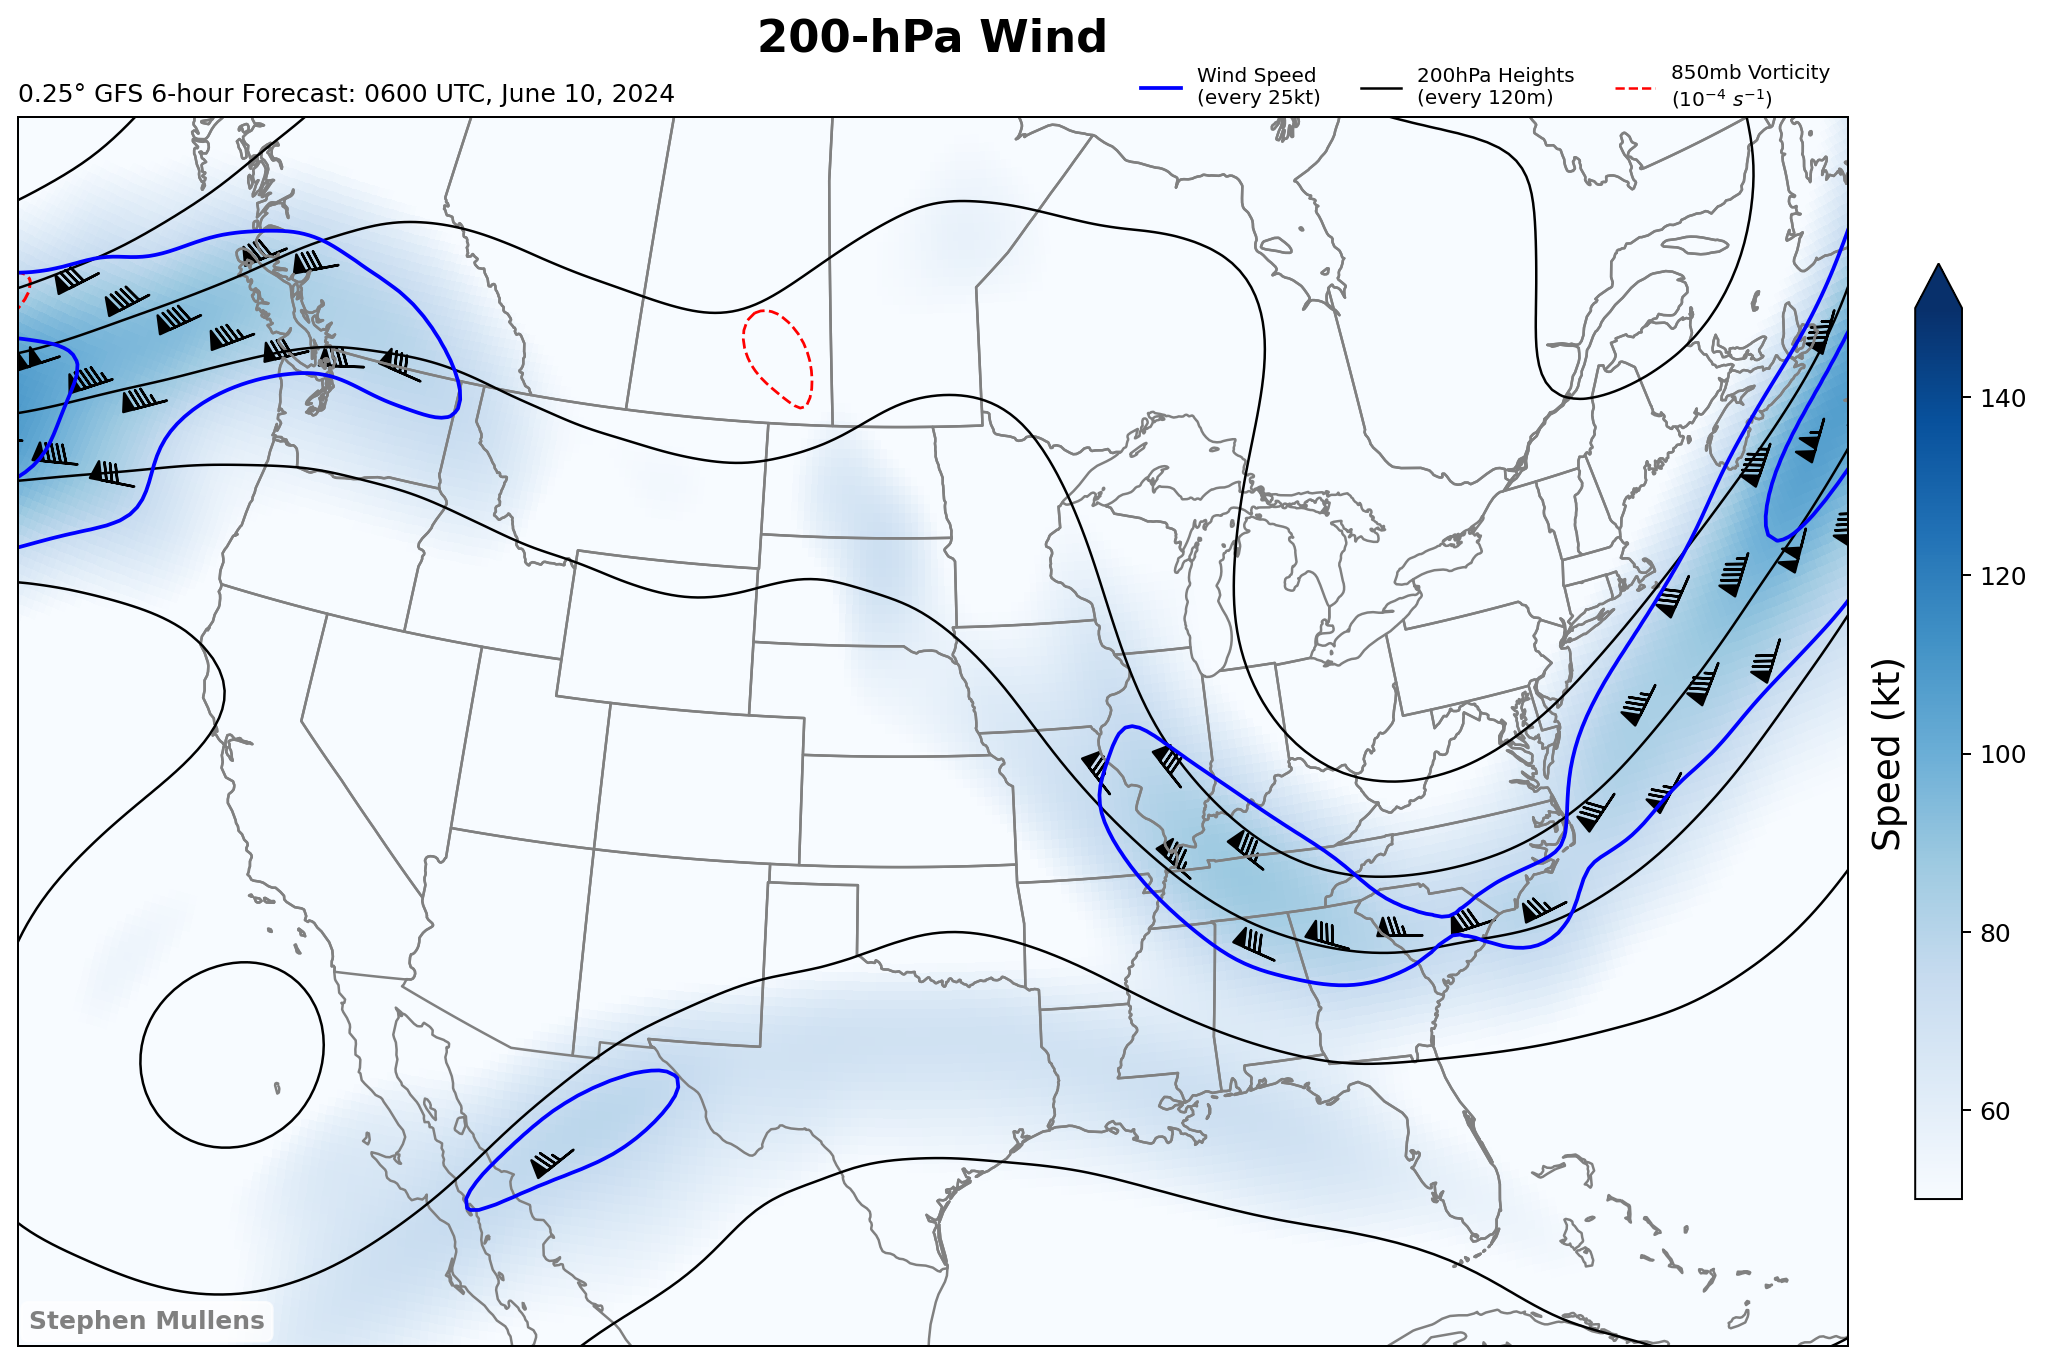 200-hPa Wind
0.25° GFS 6-hour Forecast: 0600 UTC, June 10, 2024
Wind Speed
(every 25kt)
200hPa Heights
(every 120m)
850mb Vorticity
(10⁻⁴ s⁻¹)
140
120
100
80
60
Speed (kt)
Stephen Mullens